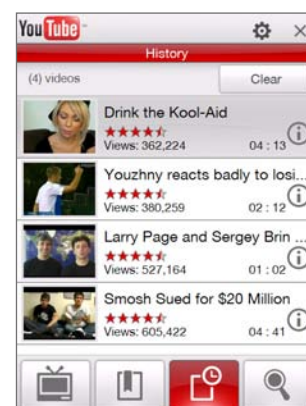 YouTube
History
(4) videos
Clear
Drink the Kool-Aid
Views: 362,224
04 : 13
Youzhny reacts badly to losi...
Views: 380,259
02 : 12
Larry Page and Sergey Brin ...
Views: 527,164
01 : 02
Smosh Sued for $20 Million
Views: 605,422
04 : 41